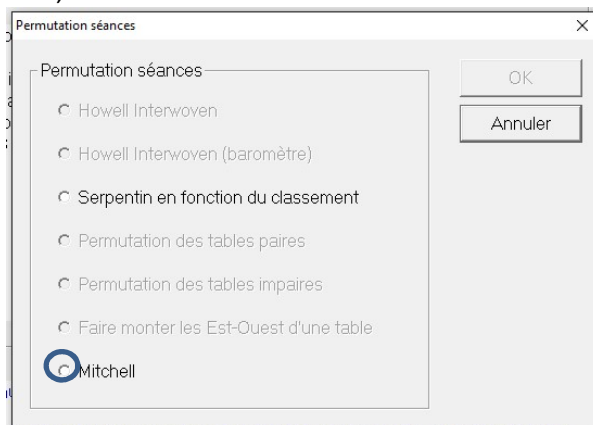 Permutation séances
Permutation séances
OK
Howell Interwoven
Annuler
Howell Interwoven (baromètre)
Serpentin en fonction du classement
Permutation des tables paires
Permutation des tables impaires
Faire monter les Est-Ouest d'une table
Mitchell